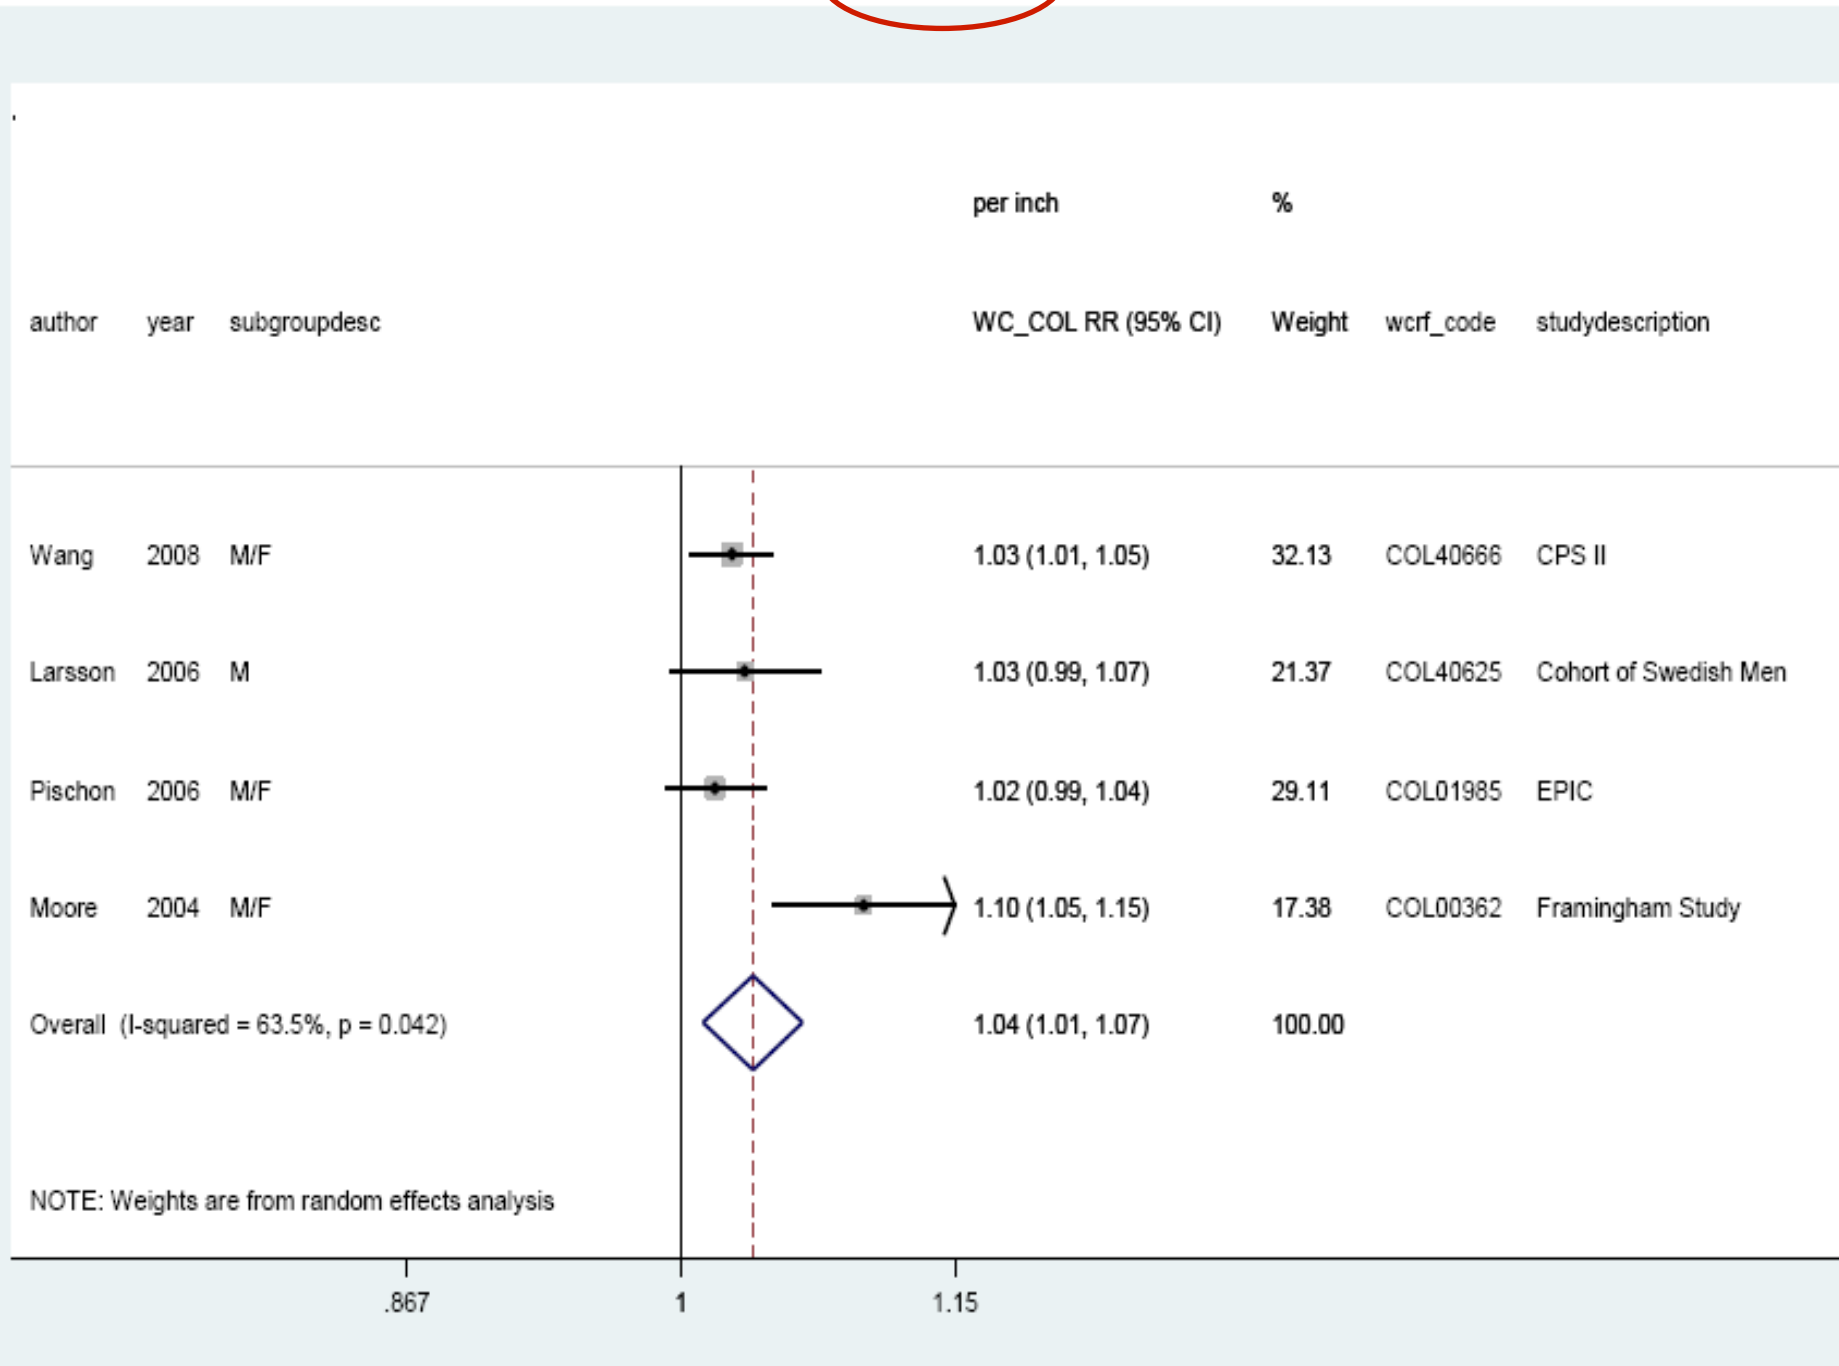 per inch %
author year subgroupdesc WC_COL RR (95% CI) Weight wcrf_code studydescription
Wang 2008 M/F 1.03 (1.01, 1.05) 32.13 COL40666 CPS II
Larsson 2006 M 1.03 (0.99, 1.07) 21.37 COL40625 Cohort of Swedish Men
Pischon 2006 M/F 1.02 (0.99, 1.04) 29.11 COL01985 EPIC
Moore 2004 M/F 1.10 (1.05, 1.15) 17.38 COL00362 Framingham Study
Overall (I-squared = 63.5%, p = 0.042) 1.04 (1.01, 1.07) 100.00
NOTE: Weights are from random effects analysis
.867 1 1.15